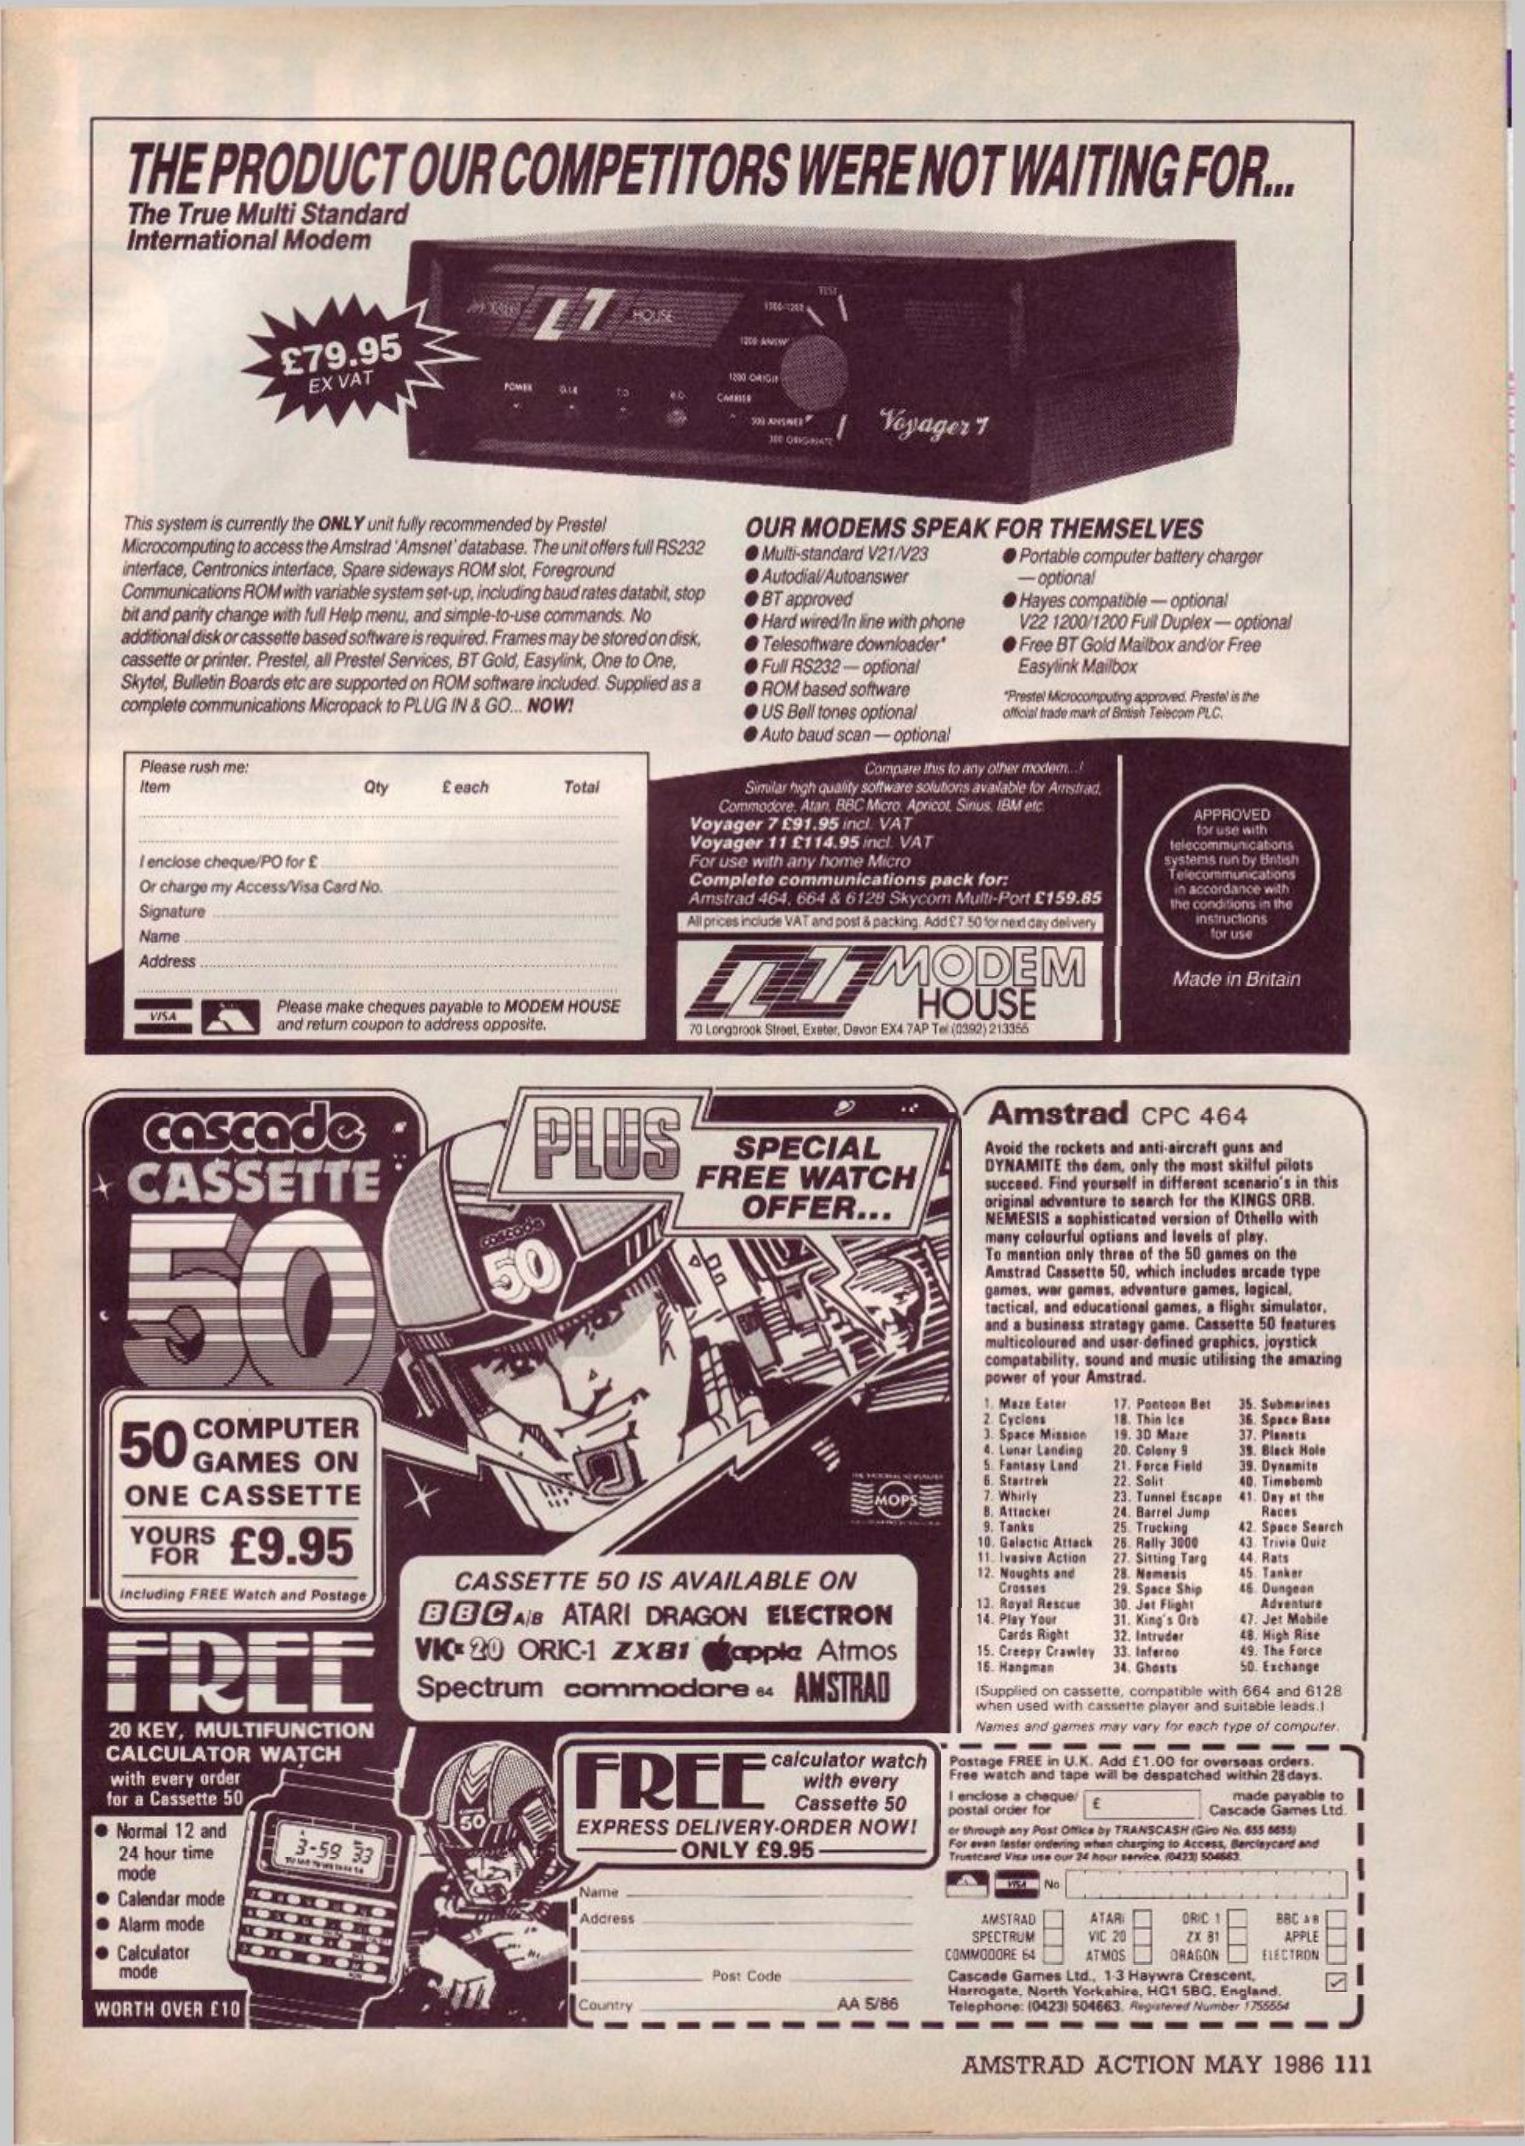 THE PRODUCT OUR COMPETITORS WERE NOT WAITING FOR...
The True Multi Standard
International Modem
£79.95
EX VAT
LT
HOUSE
TEST
1200 ANSW
1200 ORIGI
POWER
CARRIER
300 ANSWER
300 ORIGINATE
Voyager 7
This system is currently the ONLY unit fully recommended by Prestel
Microcomputing to access the Amstrad 'Amsnet' database. The unit offers full RS232
interface, Centronics interface, Spare sideways ROM slot, Foreground
Communications ROM with variable system set-up, including baud rates databit, stop
bit and parity change with full Help menu, and simple-to-use commands. No
additional disk or cassette based software is required. Frames may be stored on disk,
cassette or printer. Prestel, all Prestel Services, BT Gold, Easylink, One to One,
Skytel, Bulletin Boards etc are supported on ROM software included. Supplied as a
complete communications Micropack to PLUG IN & GO... NOW!
OUR MODEMS SPEAK FOR THEMSELVES
● Multi-standard V21/V23
● Autodial/Autoanswer
● BT approved
● Hard wired/In line with phone
● Telesoftware downloader*
● Full RS232 — optional
● ROM based software
● US Bell tones optional
● Auto baud scan — optional
● Portable computer battery charger
— optional
● Hayes compatible — optional
V22 1200/1200 Full Duplex — optional
● Free BT Gold Mailbox and/or Free
Easylink Mailbox
*Prestel Microcomputing approved. Prestel is the
official trade mark of British Telecom PLC.
Please rush me:
Item Qty £ each Total
I enclose cheque/PO for £
Or charge my Access/Visa Card No.
Signature
Name
Address
VISA
Please make cheques payable to MODEM HOUSE
and return coupon to address opposite.
Compare this to any other modem...!
Similar high quality software solutions available for Amstrad,
Commodore, Atari, BBC Micro, Apricot, Sirius, IBM etc.
Voyager 7 £91.95 incl. VAT
Voyager 11 £114.95 incl. VAT
For use with any home Micro
Complete communications pack for:
Amstrad 464, 664 & 6128 Skycom Multi-Port £159.85
All prices include VAT and post & packing. Add £7.50 for next day delivery
MODEM
HOUSE
70 Longbrook Street, Exeter, Devon EX4 7AP Tel (0392) 213355
APPROVED
for use with
telecommunications
systems run by British
Telecommunications
in accordance with
the conditions in the
instructions
for use
Made in Britain
cascade
CASSETTE
50
PLUS
SPECIAL
FREE WATCH
OFFER...
cascade
50
50 COMPUTER
GAMES ON
ONE CASSETTE
YOURS
FOR £9.95
Including FREE Watch and Postage
MOPS
CASSETTE 50 IS AVAILABLE ON
BBC A/B ATARI DRAGON ELECTRON
VIC 20 ORIC-1 ZX81 apple Atmos
Spectrum commodore 64 AMSTRAD
FREE
20 KEY, MULTIFUNCTION
CALCULATOR WATCH
with every order
for a Cassette 50
● Normal 12 and
24 hour time
mode
● Calendar mode
● Alarm mode
● Calculator
mode
WORTH OVER £10
3-59 33
50
FREE calculator watch
with every
Cassette 50
EXPRESS DELIVERY-ORDER NOW!
ONLY £9.95
Name
Address
Post Code
Country AA 5/86
Amstrad CPC 464
Avoid the rockets and anti-aircraft guns and
DYNAMITE the dam, only the most skilful pilots
succeed. Find yourself in different scenario's in this
original adventure to search for the KINGS ORB.
NEMESIS a sophisticated version of Othello with
many colourful options and levels of play.
To mention only three of the 50 games on the
Amstrad Cassette 50, which includes arcade type
games, war games, adventure games, logical,
tactical, and educational games, a flight simulator,
and a business strategy game. Cassette 50 features
multicoloured and user-defined graphics, joystick
compatability, sound and music utilising the amazing
power of your Amstrad.
1. Maze Eater
2. Cyclons
3. Space Mission
4. Lunar Landing
5. Fantasy Land
6. Startrek
7. Whirly
8. Attacker
9. Tanks
10. Galactic Attack
11. Ivasive Action
12. Noughts and
Crosses
13. Royal Rescue
14. Play Your
Cards Right
15. Creepy Crawley
16. Hangman
17. Pontoon Bet
18. Thin Ice
19. 3D Maze
20. Colony 9
21. Force Field
22. Solit
23. Tunnel Escape
24. Barrel Jump
25. Trucking
26. Rally 3000
27. Sitting Targ
28. Nemesis
29. Space Ship
30. Jet Flight
31. King's Orb
32. Intruder
33. Inferno
34. Ghosts
35. Submarines
36. Space Base
37. Planets
39. Black Hole
39. Dynamite
40. Timebomb
41. Day at the
Races
42. Space Search
43. Trivia Quiz
44. Rats
45. Tanker
46. Dungeon
Adventure
47. Jet Mobile
48. High Rise
49. The Force
50. Exchange
(Supplied on cassette, compatible with 664 and 6128
when used with cassette player and suitable leads.)
Names and games may vary for each type of computer.
Postage FREE in U.K. Add £1.00 for overseas orders.
Free watch and tape will be despatched within 28 days.
I enclose a cheque/
postal order for £ made payable to
Cascade Games Ltd.
or through any Post Office by TRANSCASH (Giro No. 655 6655)
For even faster ordering when charging to Access, Barclaycard and
Trustcard Visa use our 24 hour service. (0423) 504663.
VISA No
AMSTRAD ATARI ORIC 1 BBC A B
SPECTRUM VIC 20 ZX 81 APPLE
COMMODORE 64 ATMOS DRAGON ELECTRON
Cascade Games Ltd., 1-3 Haywra Crescent,
Harrogate, North Yorkshire, HG1 5BG, England.
Telephone: (0423) 504663. Registered Number 1755554
AMSTRAD ACTION MAY 1986 111